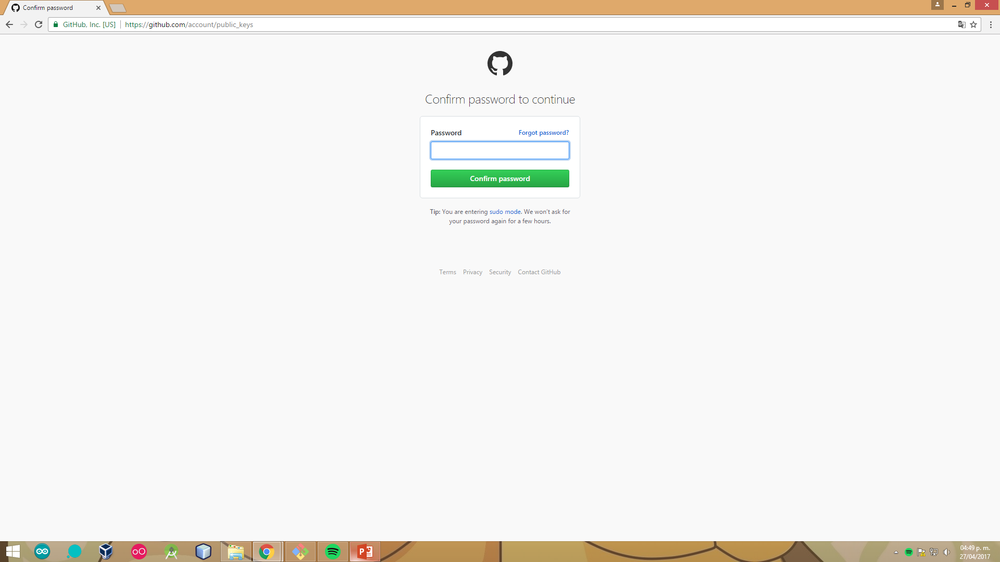 Confirm password
GitHub, Inc. [US] https://github.com/account/public_keys
Confirm password to continue
Password Forgot password?
Confirm password
Tip: You are entering sudo mode. We won't ask for
your password again for a few hours.
Terms Privacy Security Contact GitHub
04:49 p. m.
27/04/2017